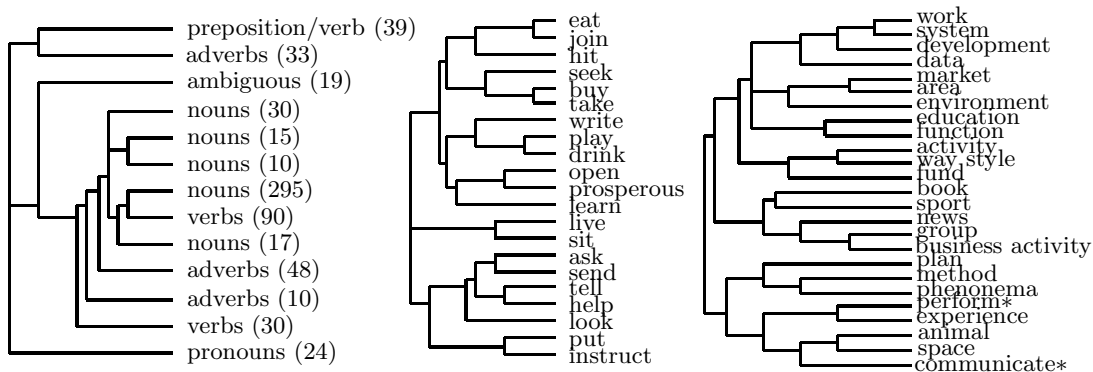 preposition/verb (39)
adverbs (33)
ambiguous (19)
nouns (30)
nouns (15)
nouns (10)
nouns (295)
verbs (90)
nouns (17)
adverbs (48)
adverbs (10)
verbs (30)
pronouns (24)
eat
join
hit
seek
buy
take
write
play
drink
open
prosperous
learn
live
sit
ask
send
tell
help
look
put
instruct
work
system
development
data
market
area
environment
education
function
activity
way style
fund
book
sport
news
group
business activity
plan
method
phenonema
perform*
experience
animal
space
communicate*